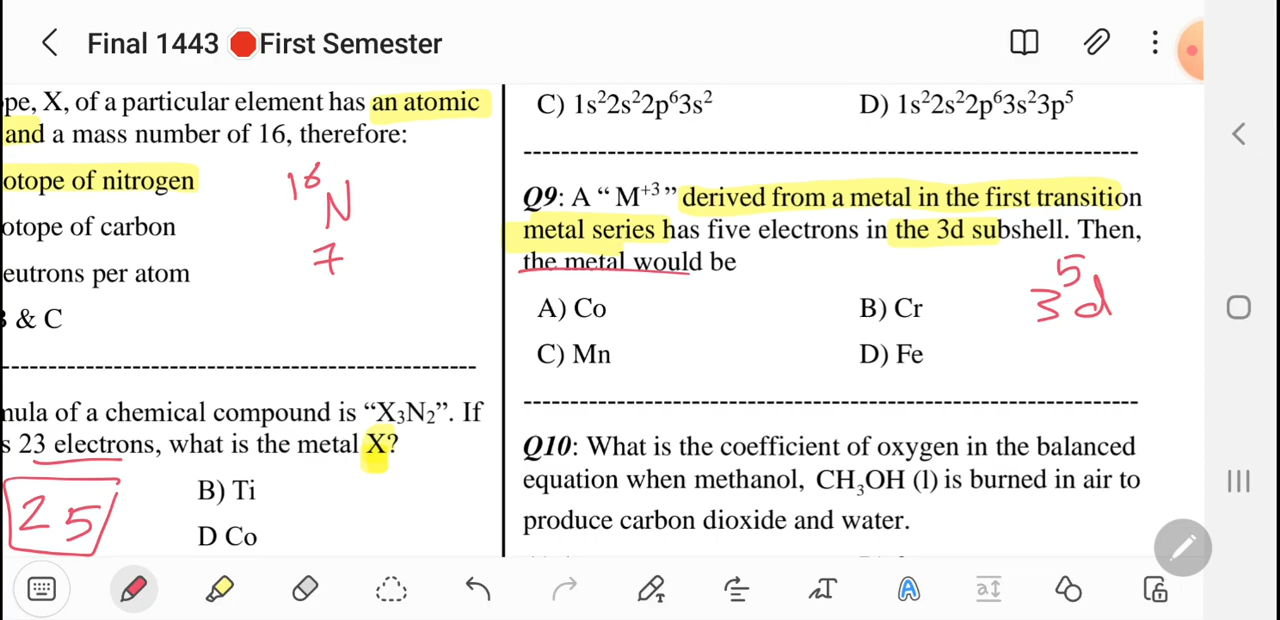 Final 1443 🛑First Semester
pe, X, of a particular element has an atomic
and a mass number of 16, therefore:
otope of nitrogen
otope of carbon
eutrons per atom
& C
16
N
7
mula of a chemical compound is “X₃N₂”. If
s 23 electrons, what is the metal X?
25
B) Ti
D Co
C) 1s²2s²2p⁶3s² D) 1s²2s²2p⁶3s²3p⁵
Q9: A “ M⁺³ ” derived from a metal in the first transition
metal series has five electrons in the 3d subshell. Then,
the metal would be
A) Co B) Cr
C) Mn D) Fe
5
3d
Q10: What is the coefficient of oxygen in the balanced
equation when methanol, CH₃OH (l) is burned in air to
produce carbon dioxide and water.